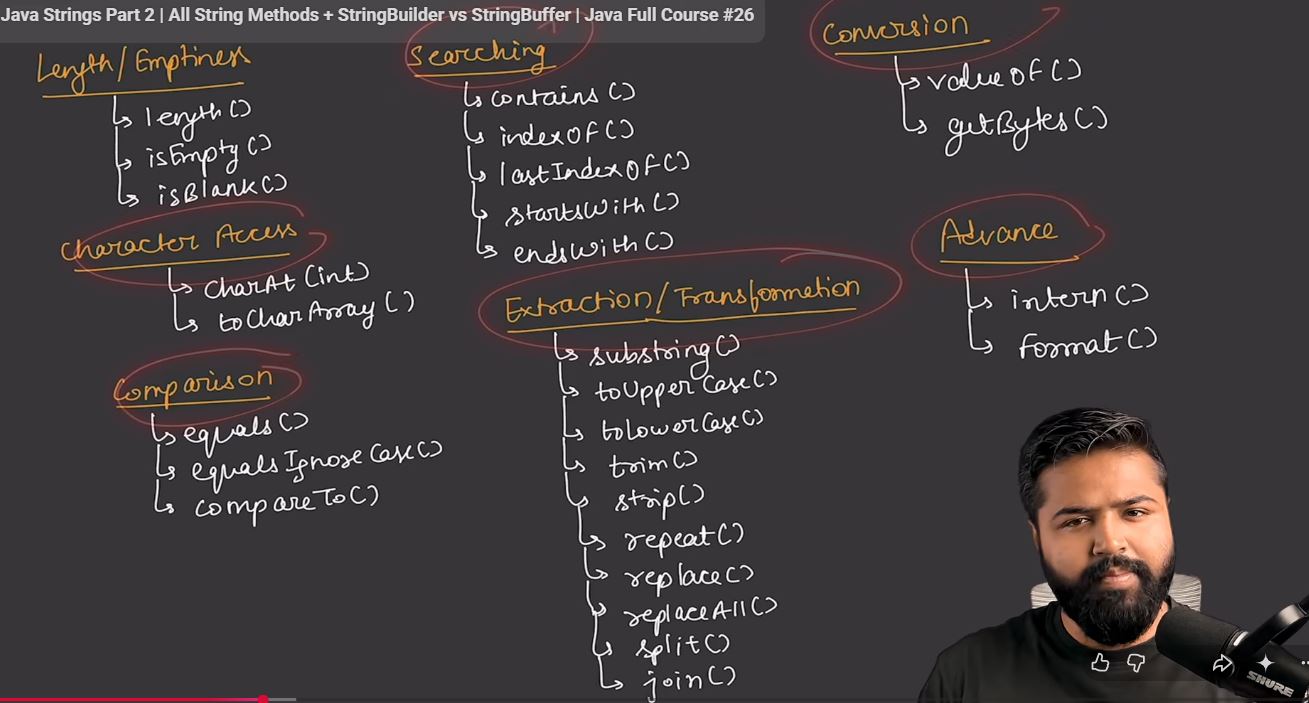 Java Strings Part 2 | All String Methods + StringBuilder vs StringBuffer | Java Full Course #26
Length/Emptiness
length()
isEmpty()
isBlank()
Character Access
charAt(int)
toCharArray()
Comparison
equals()
equalsIgnoreCase()
compareTo()
Searching
contains()
indexOf()
lastIndexOf()
startsWith()
endsWith()
Extraction/Transformation
substring()
toUpperCase()
toLowerCase()
trim()
strip()
repeat()
replace()
replaceAll()
split()
join()
Conversion
valueOf()
getBytes()
Advance
intern()
format()
SHURE